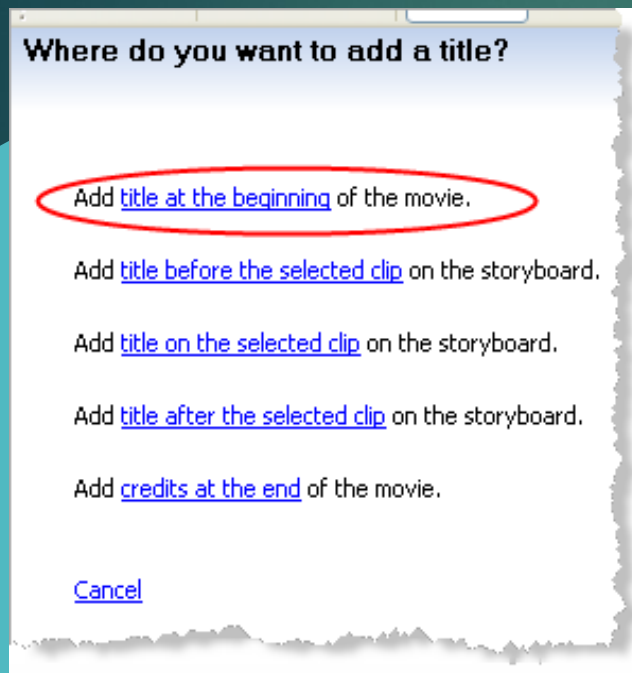 Where do you want to add a title?
Add title at the beginning of the movie.
Add title before the selected clip on the storyboard.
Add title on the selected clip on the storyboard.
Add title after the selected clip on the storyboard.
Add credits at the end of the movie.
Cancel